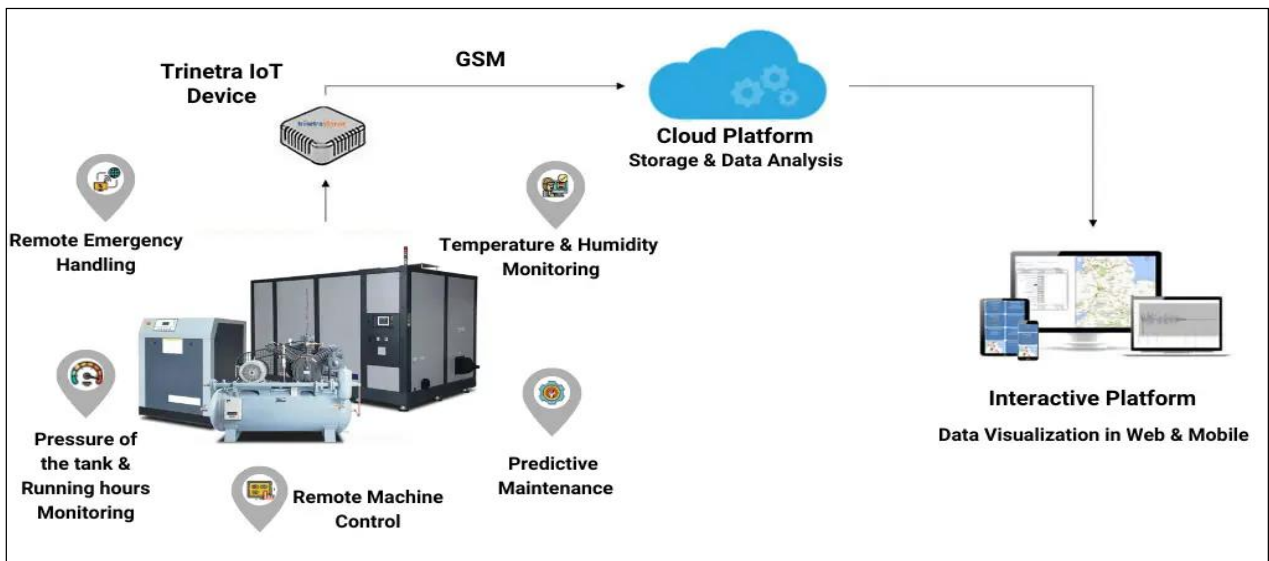 Trinetra IoT
Device
GSM
Cloud Platform
Storage & Data Analysis
Remote Emergency
Handling
Temperature & Humidity
Monitoring
Pressure of
the tank &
Running hours
Monitoring
Remote Machine
Control
Predictive
Maintenance
Interactive Platform
Data Visualization in Web & Mobile